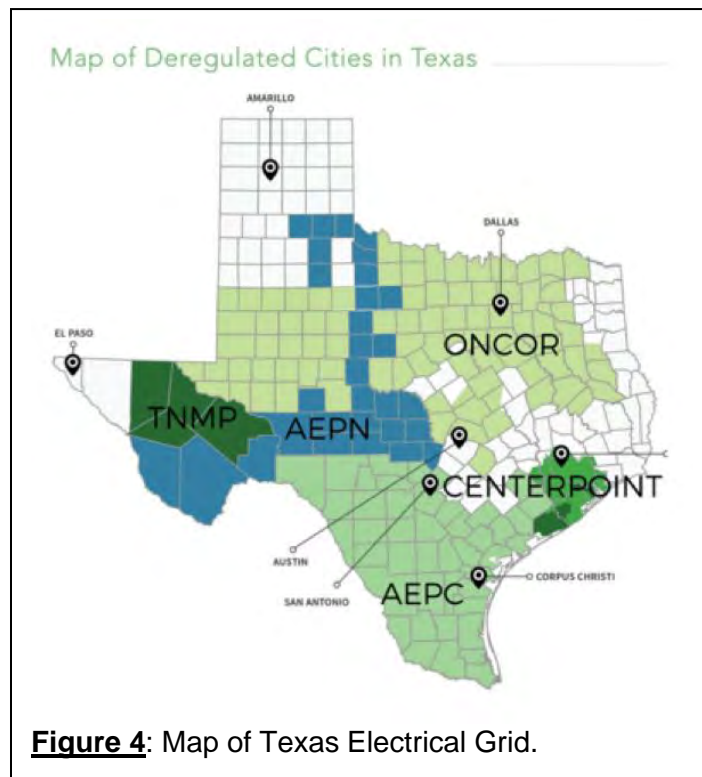 Map of Deregulated Cities in Texas
AMARILLO
DALLAS
EL PASO
ONCOR
TNMP
AEPN
CENTERPOINT
AUSTIN
SAN ANTONIO
AEPC
CORPUS CHRISTI
Figure 4: Map of Texas Electrical Grid.